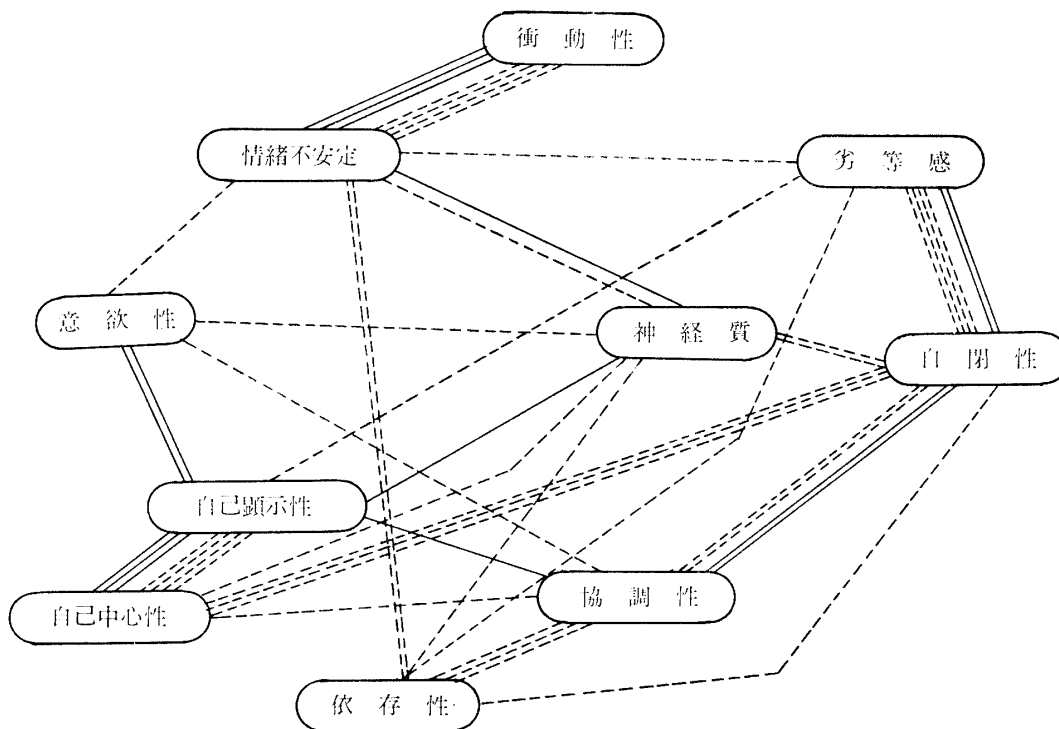 衝動性
情緒不安定
劣等感
意欲性
神経質
自閉性
自己顕示性
自己中心性
協調性
依存性